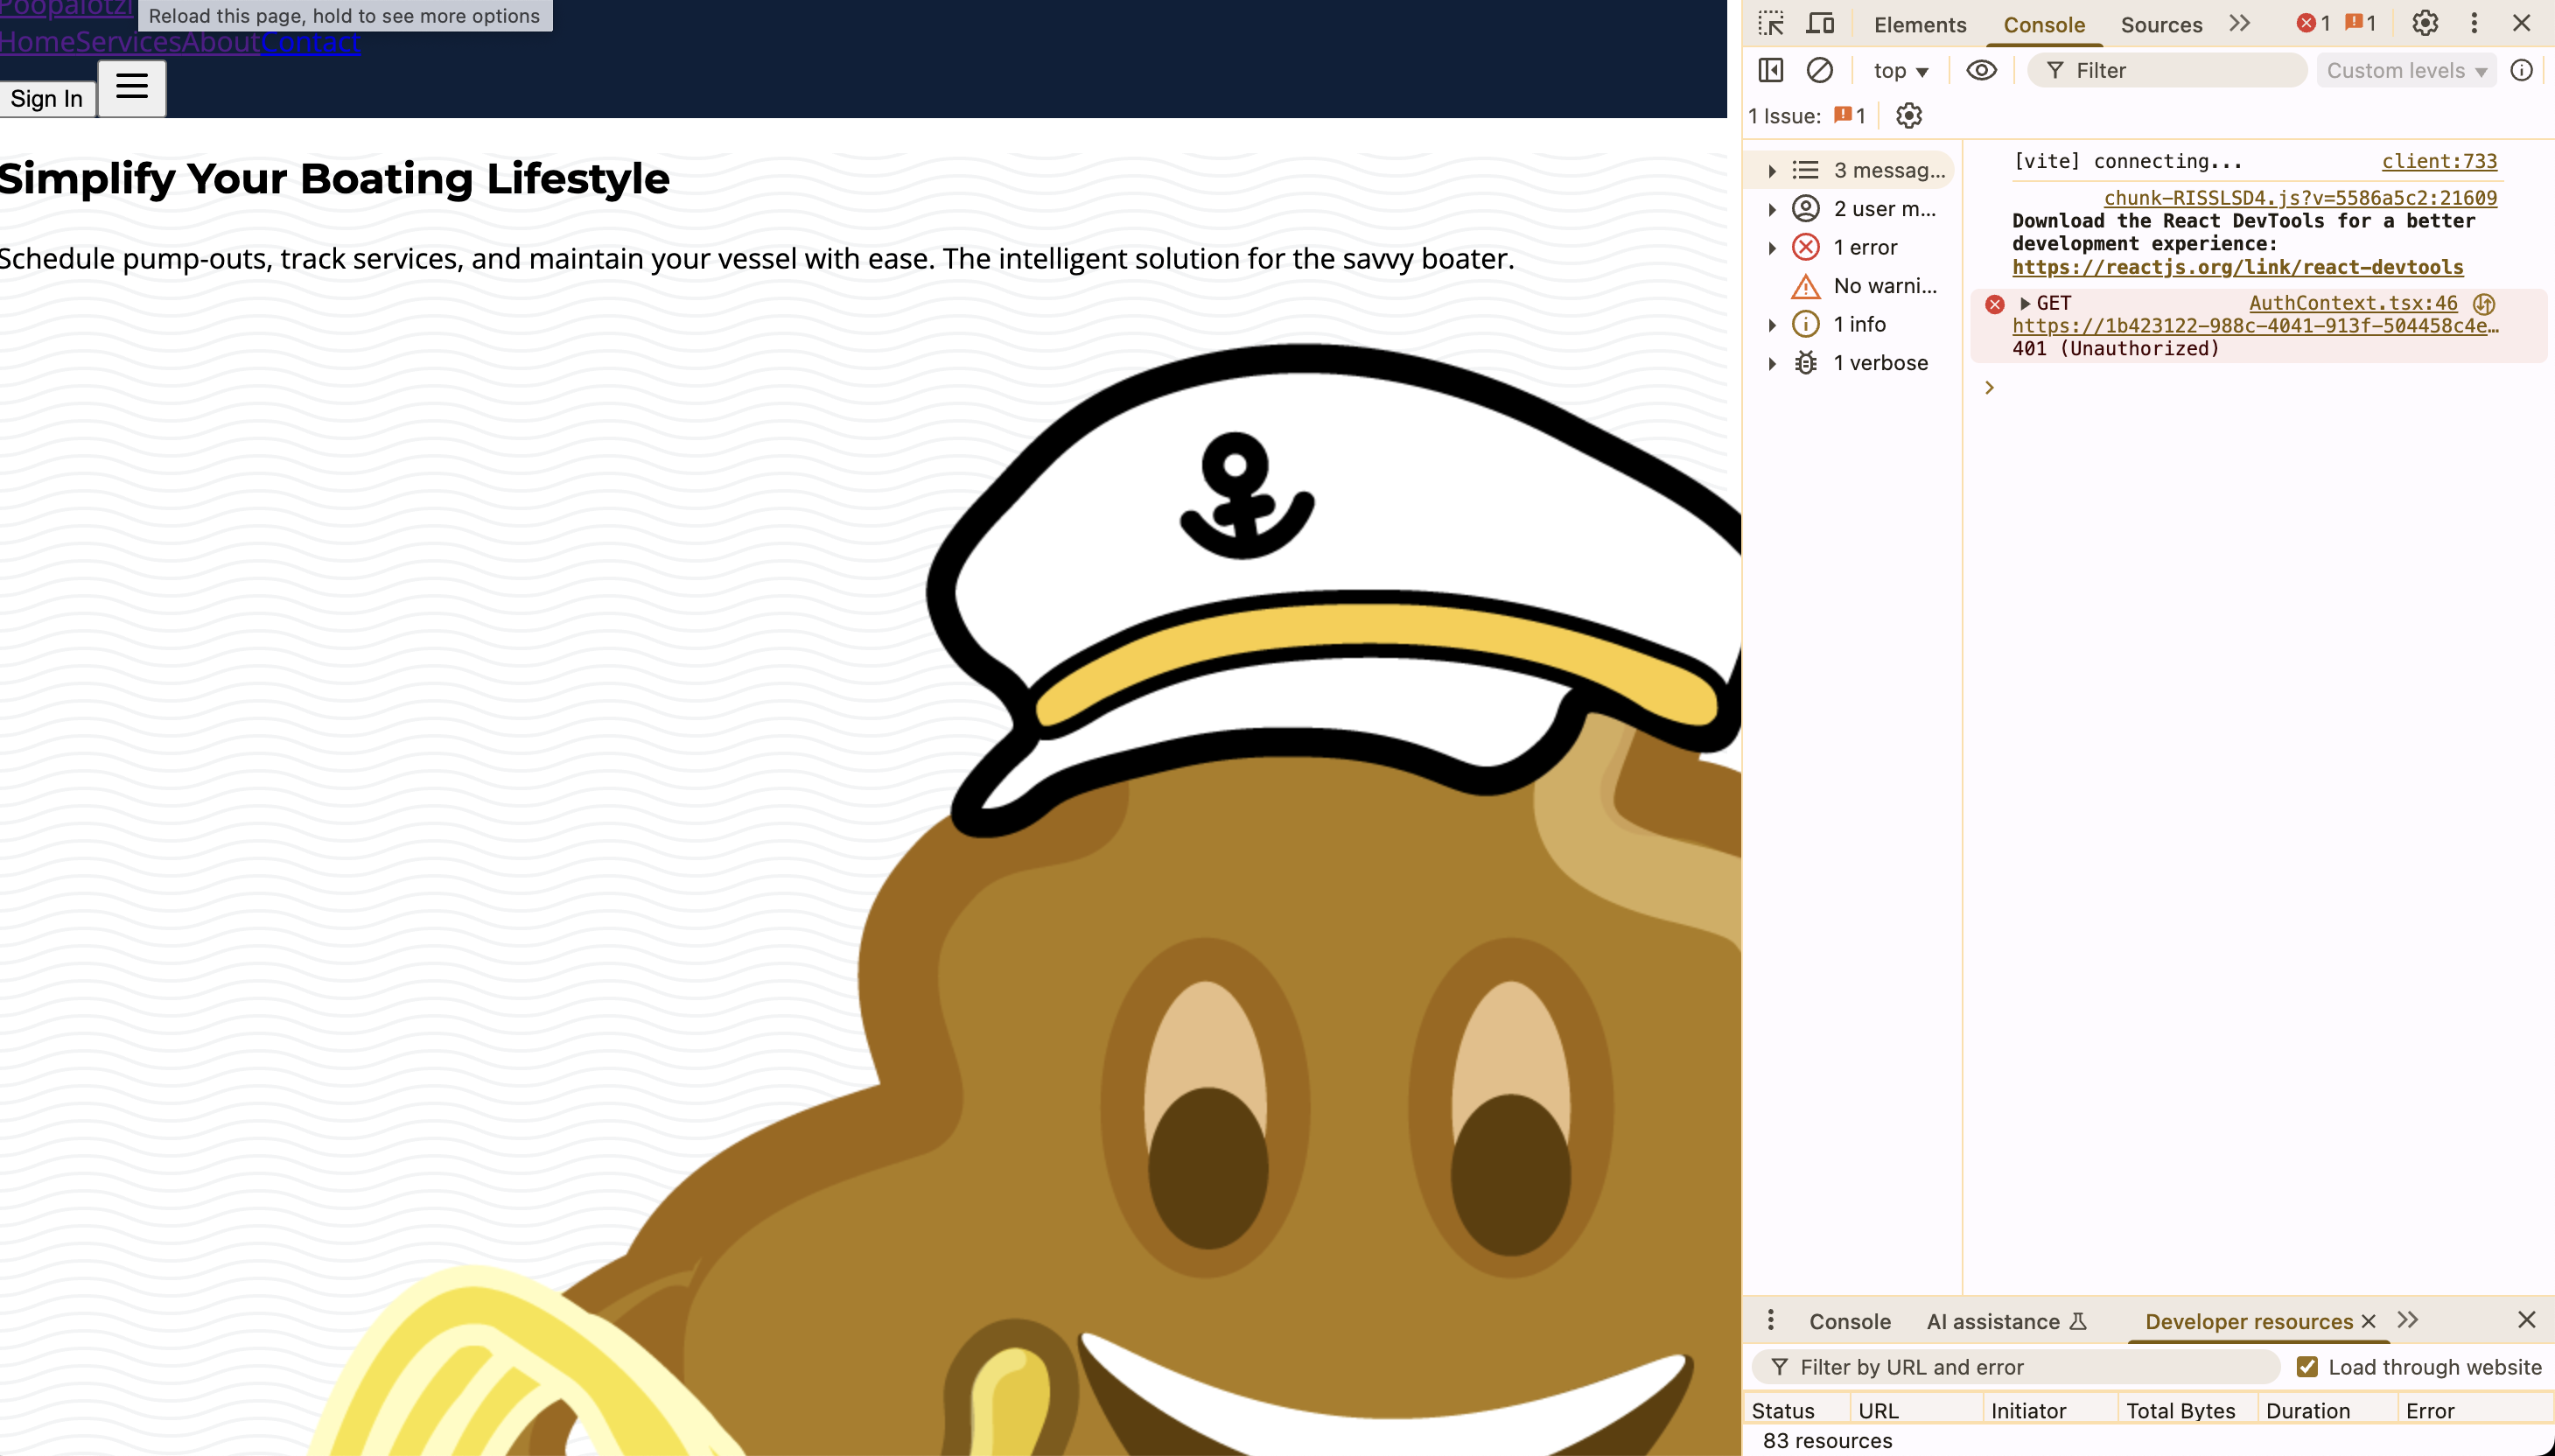 Poopalotzi
Reload this page, hold to see more options
HomeServicesAboutContact
Sign In
Simplify Your Boating Lifestyle
Schedule pump-outs, track services, and maintain your vessel with ease. The intelligent solution for the savvy boater.
Elements Console Sources 1 1
top Filter Custom levels
1 Issue: 1
3 messag...
2 user m...
1 error
No warni...
1 info
1 verbose
[vite] connecting... client:733
chunk-RISSLSD4.js?v=5586a5c2:21609
Download the React DevTools for a better
development experience:
https://reactjs.org/link/react-devtools
GET AuthContext.tsx:46
https://1b423122-988c-4041-913f-504458c4e…
401 (Unauthorized)
Console AI assistance Developer resources
Filter by URL and error Load through website
Status URL Initiator Total Bytes Duration Error
83 resources